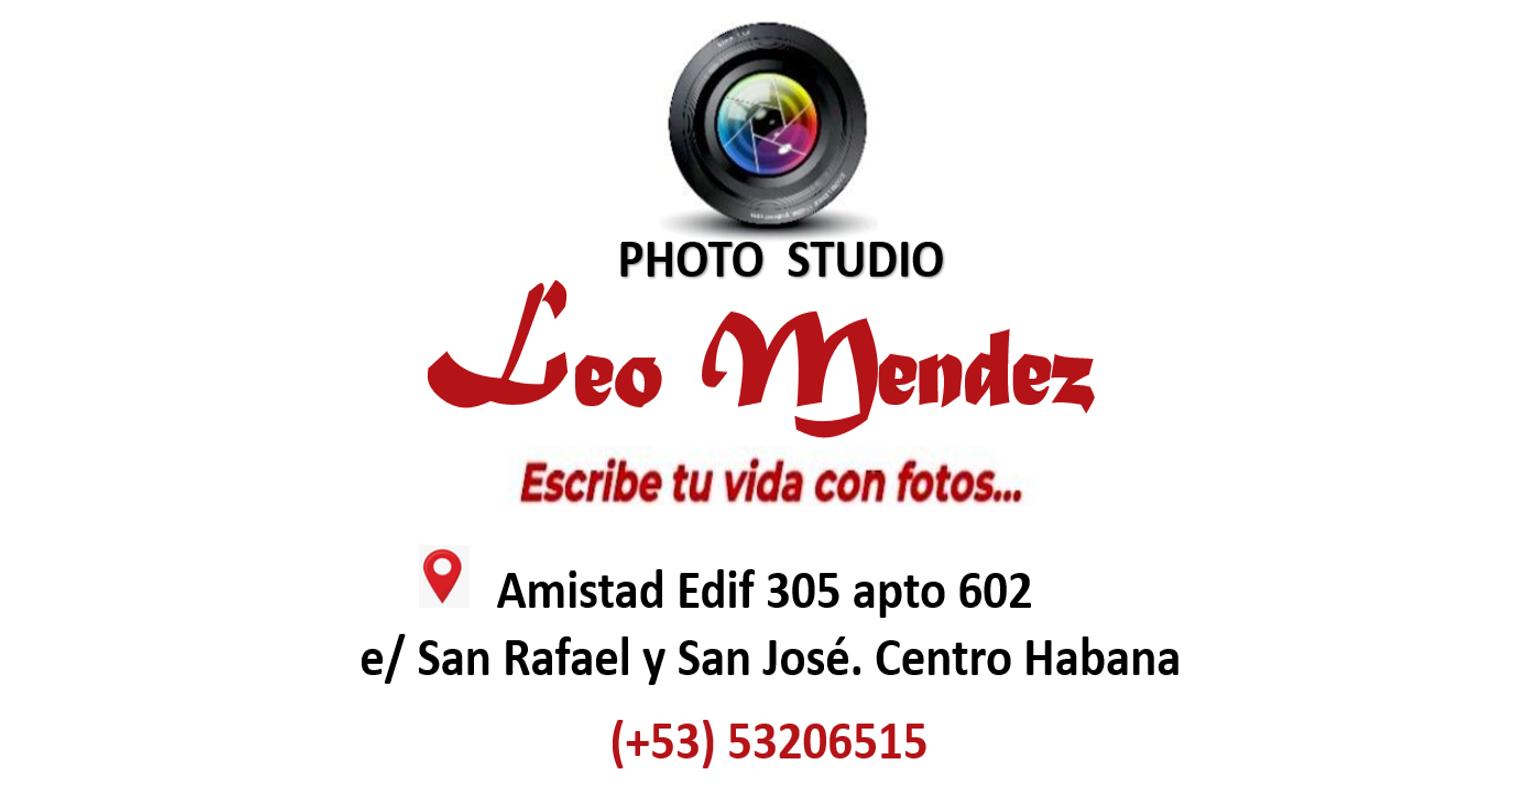 PHOTO STUDIO
Leo Mendez
Escribe tu vida con fotos...
Amistad Edif 305 apto 602
e/ San Rafael y San José. Centro Habana
(+53) 53206515